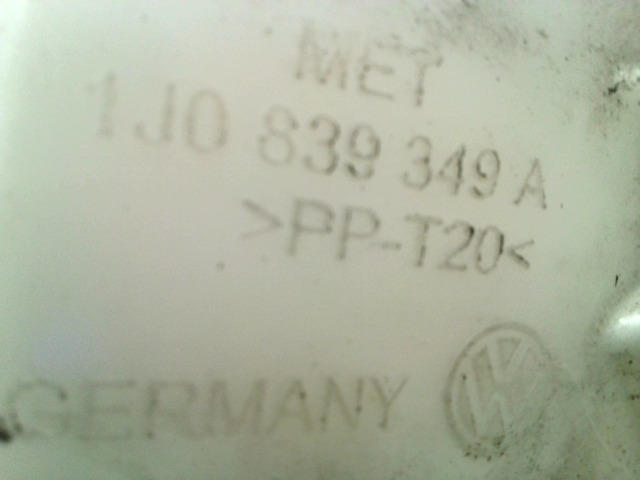 MET
1J0 839 349 A
>PP-T20<
GERMANY